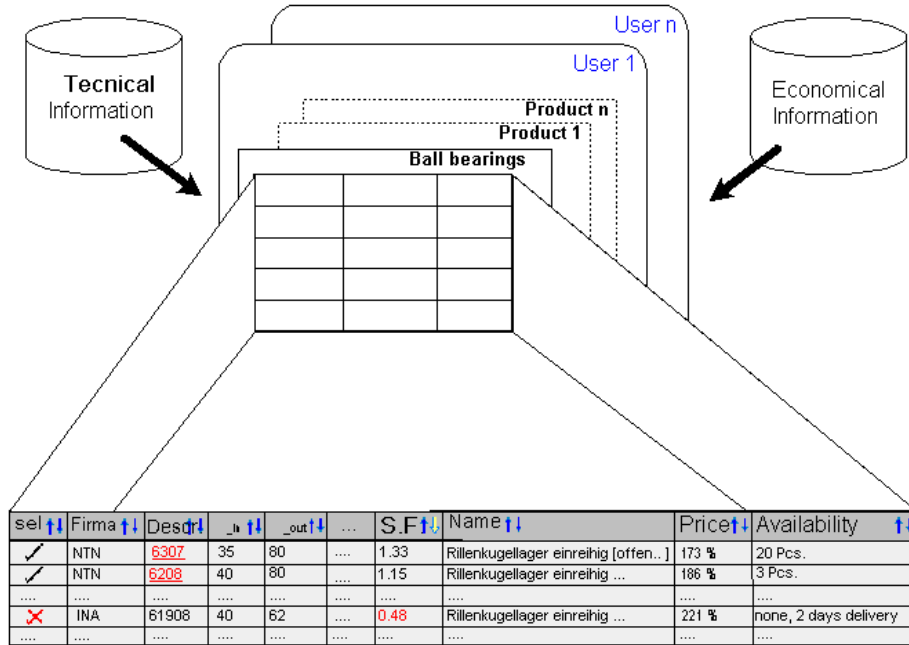 User n
User 1
Tecnical
Information
Economical
Information
Product n
Product 1
Ball bearings
sel Firma Descr _in _out ... S.F Name Price Availability
NTN 6307 35 80 .... 1.33 Rillenkugellager einreihig [offen.. ] 173 % 20 Pcs.
NTN 6208 40 80 .... 1.15 Rillenkugellager einreihig ... 186 % 3 Pcs.
.... .... .... .... .... .... .... .... .... ....
INA 61908 40 62 .... 0.48 Rillenkugellager einreihig ... 221 % none, 2 days delivery
.... .... .... .... .... .... .... .... .... ....